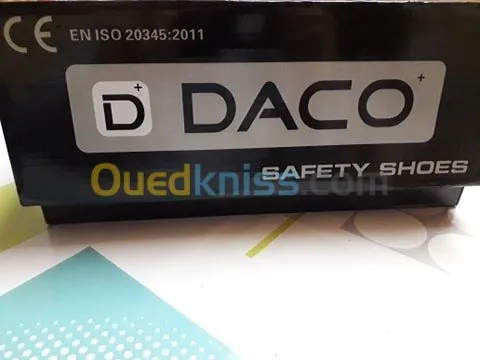 CE EN ISO 20345:2011
D+ DACO+
Ouedkniss.com
SAFETY SHOES